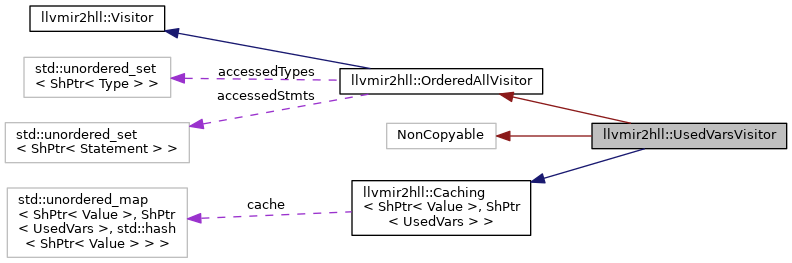 llvmir2hll::Visitor
std::unordered_set
< ShPtr< Type > >
accessedTypes
llvmir2hll::OrderedAllVisitor
accessedStmts
std::unordered_set
< ShPtr< Statement > >
NonCopyable
llvmir2hll::UsedVarsVisitor
std::unordered_map
< ShPtr< Value >, ShPtr
< UsedVars >, std::hash
< ShPtr< Value > > >
cache
llvmir2hll::Caching
< ShPtr< Value >, ShPtr
< UsedVars > >